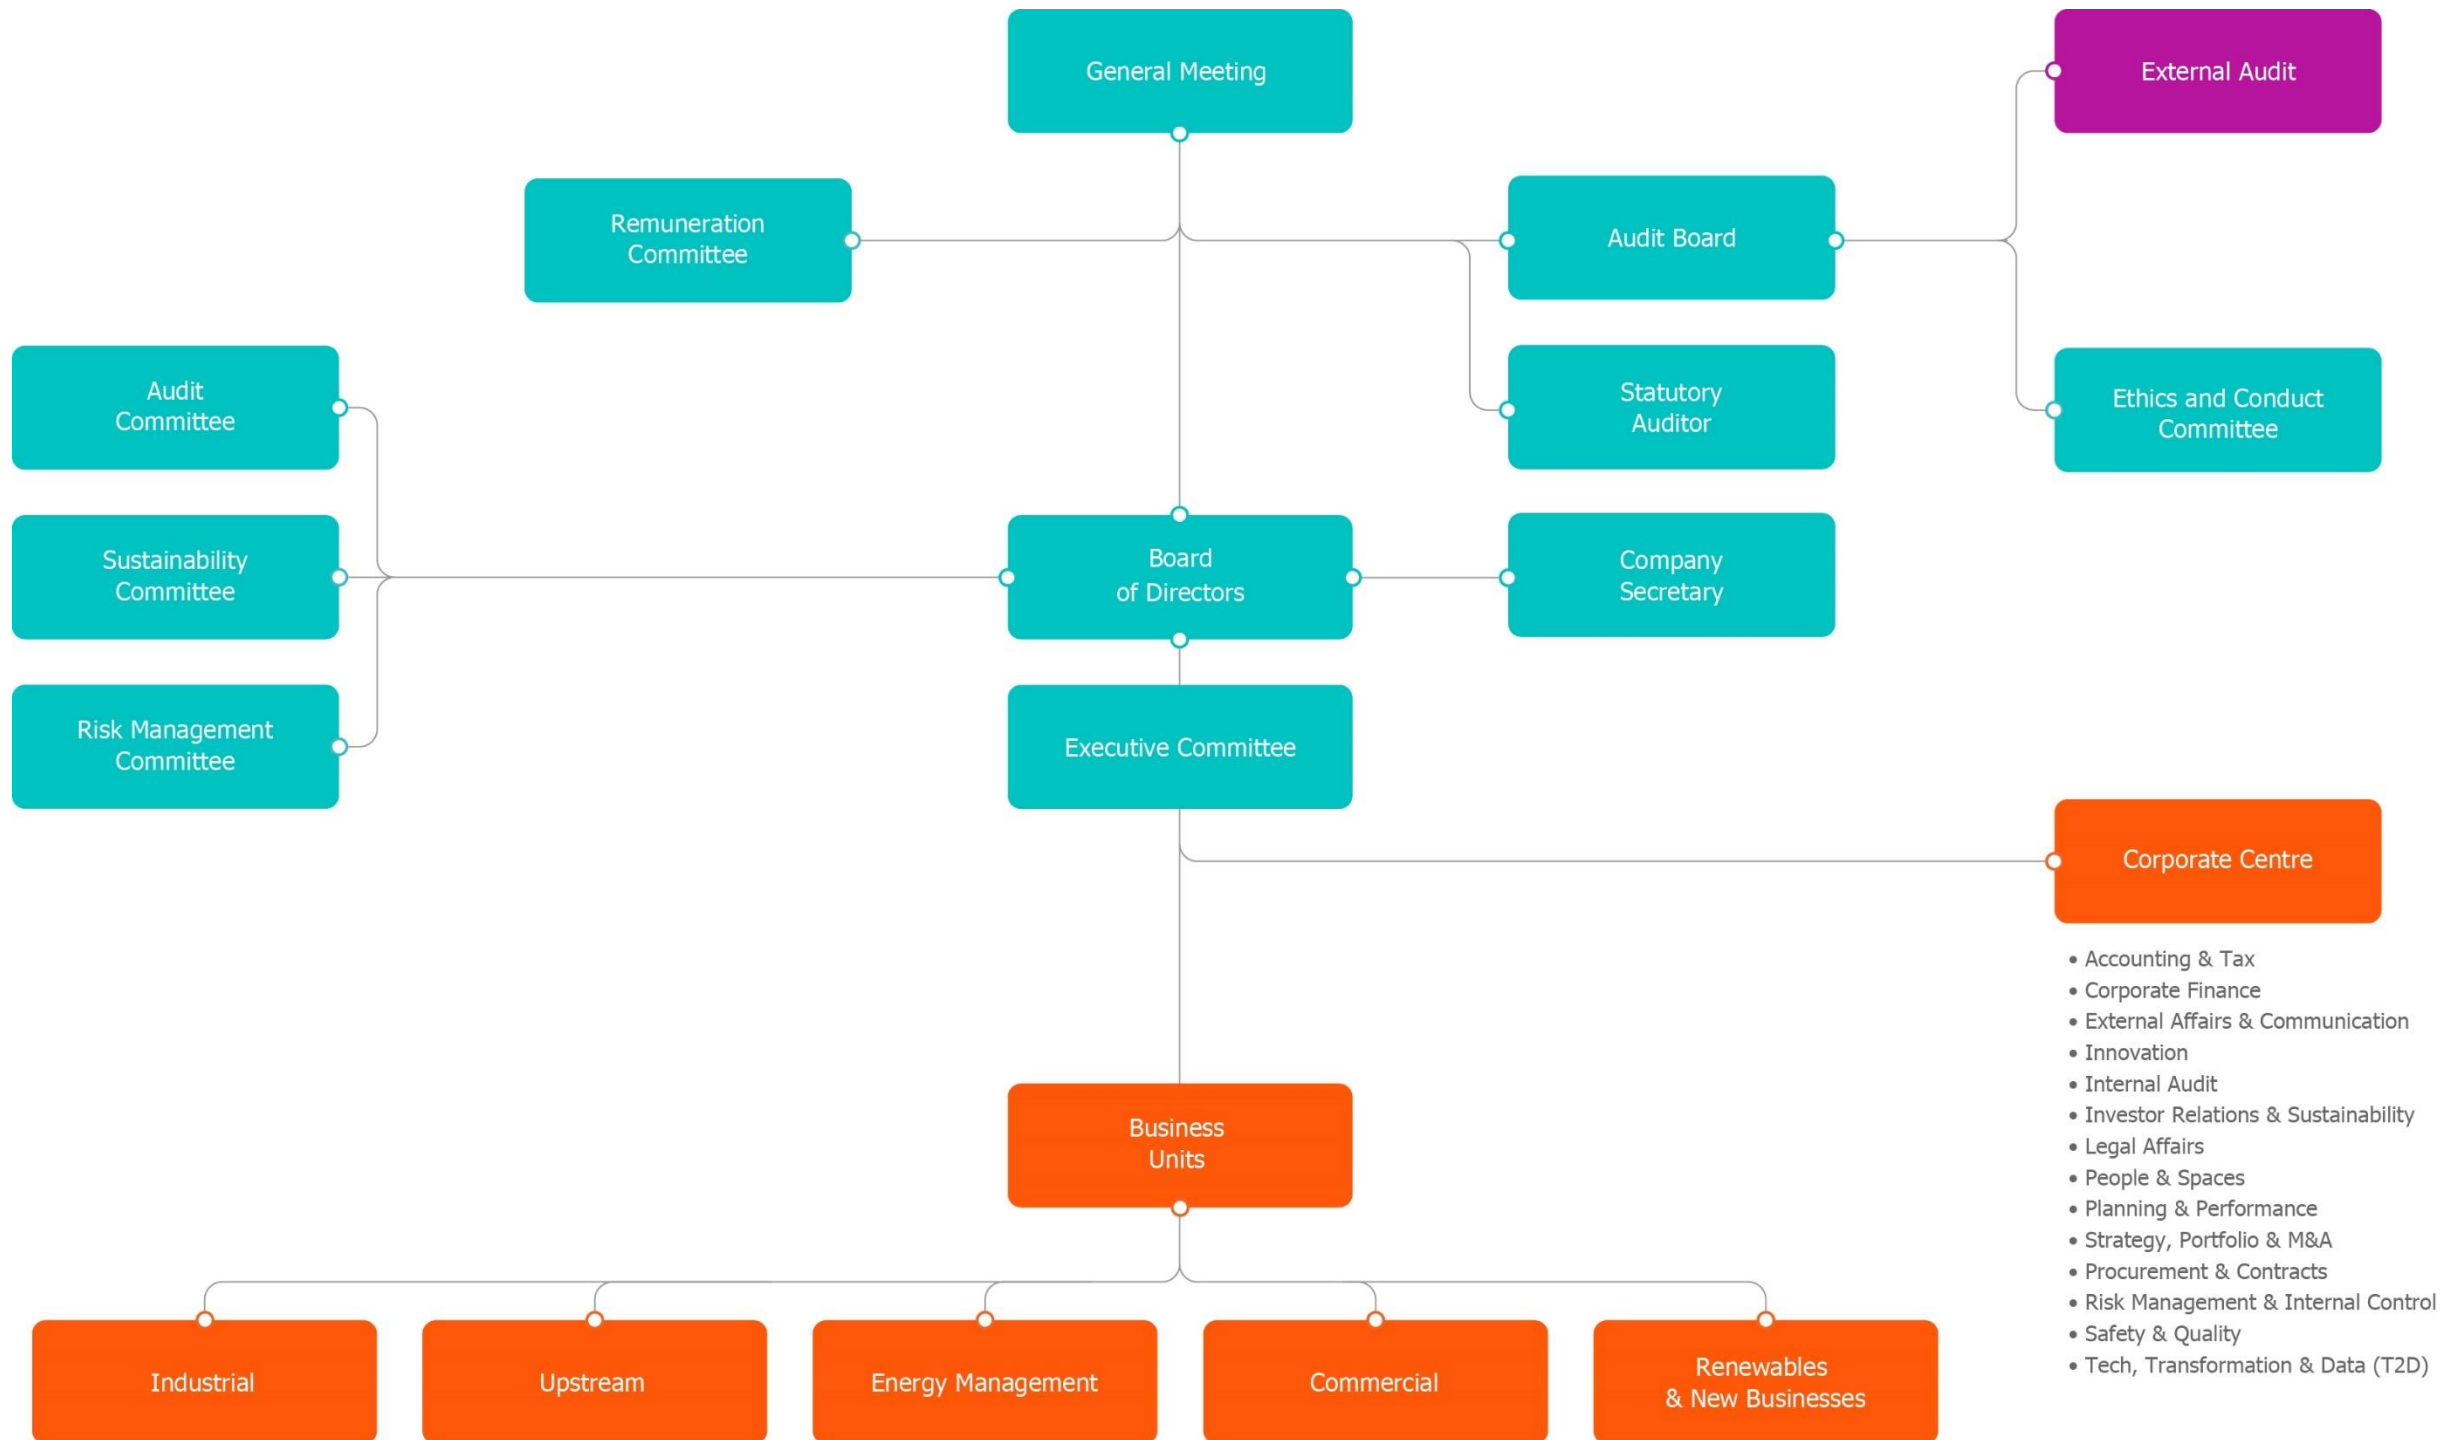 General Meeting
External Audit
Remuneration
Committee
Audit Board
Audit
Committee
Statutory
Auditor
Ethics and Conduct
Committee
Sustainability
Committee
Board
of Directors
Company
Secretary
Risk Management
Committee
Executive Committee
Corporate Centre
• Accounting & Tax
• Corporate Finance
• External Affairs & Communication
• Innovation
• Internal Audit
• Investor Relations & Sustainability
• Legal Affairs
• People & Spaces
• Planning & Performance
• Strategy, Portfolio & M&A
• Procurement & Contracts
• Risk Management & Internal Control
• Safety & Quality
• Tech, Transformation & Data (T2D)
Business
Units
Industrial
Upstream
Energy Management
Commercial
Renewables
& New Businesses